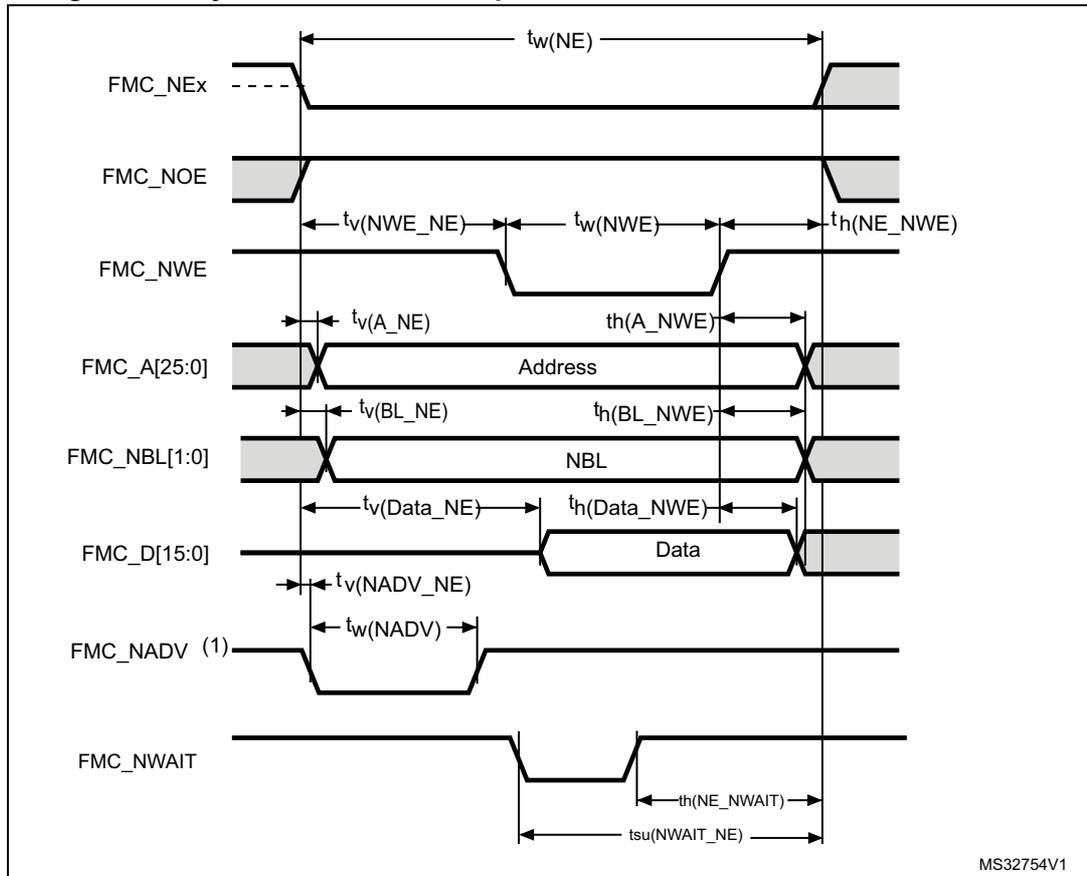 tw(NE)
FMC_NEx
FMC_NOE
tv(NWE_NE) tw(NWE) th(NE_NWE)
FMC_NWE
tv(A_NE) th(A_NWE)
FMC_A[25:0] Address
tv(BL_NE) th(BL_NWE)
FMC_NBL[1:0] NBL
tv(Data_NE) th(Data_NWE)
FMC_D[15:0] Data
tv(NADV_NE)
tw(NADV)
FMC_NADV (1)
FMC_NWAIT
th(NE_NWAIT)
tsu(NWAIT_NE)
MS32754V1